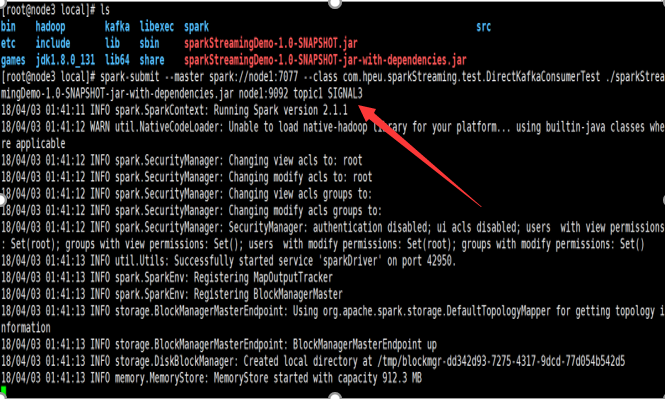 [root@node3 local]# ls
bin hadoop kafka libexec spark src
etc include lib sbin sparkStreamingDemo-1.0-SNAPSHOT.jar
games jdk1.8.0_131 lib64 share sparkStreamingDemo-1.0-SNAPSHOT-jar-with-dependencies.jar
[root@node3 local]# spark-submit --master spark://node1:7077 --class com.hpeu.sparkStreaming.test.DirectKafkaConsumerTest ./sparkStrea
mingDemo-1.0-SNAPSHOT-jar-with-dependencies.jar node1:9092 topic1 SIGNAL3
18/04/03 01:41:11 INFO spark.SparkContext: Running Spark version 2.1.1
18/04/03 01:41:12 WARN util.NativeCodeLoader: Unable to load native-hadoop library for your platform... using builtin-java classes whe
re applicable
18/04/03 01:41:12 INFO spark.SecurityManager: Changing view acls to: root
18/04/03 01:41:12 INFO spark.SecurityManager: Changing modify acls to: root
18/04/03 01:41:12 INFO spark.SecurityManager: Changing view acls groups to:
18/04/03 01:41:12 INFO spark.SecurityManager: Changing modify acls groups to:
18/04/03 01:41:12 INFO spark.SecurityManager: SecurityManager: authentication disabled; ui acls disabled; users  with view permissions
: Set(root); groups with view permissions: Set(); users  with modify permissions: Set(root); groups with modify permissions: Set()
18/04/03 01:41:13 INFO util.Utils: Successfully started service 'sparkDriver' on port 42950.
18/04/03 01:41:13 INFO spark.SparkEnv: Registering MapOutputTracker
18/04/03 01:41:13 INFO spark.SparkEnv: Registering BlockManagerMaster
18/04/03 01:41:13 INFO storage.BlockManagerMasterEndpoint: Using org.apache.spark.storage.DefaultTopologyMapper for getting topology i
nformation
18/04/03 01:41:13 INFO storage.BlockManagerMasterEndpoint: BlockManagerMasterEndpoint up
18/04/03 01:41:13 INFO storage.DiskBlockManager: Created local directory at /tmp/blockmgr-dd342d93-7275-4317-9dcd-77d054b542d5
18/04/03 01:41:13 INFO memory.MemoryStore: MemoryStore started with capacity 912.3 MB